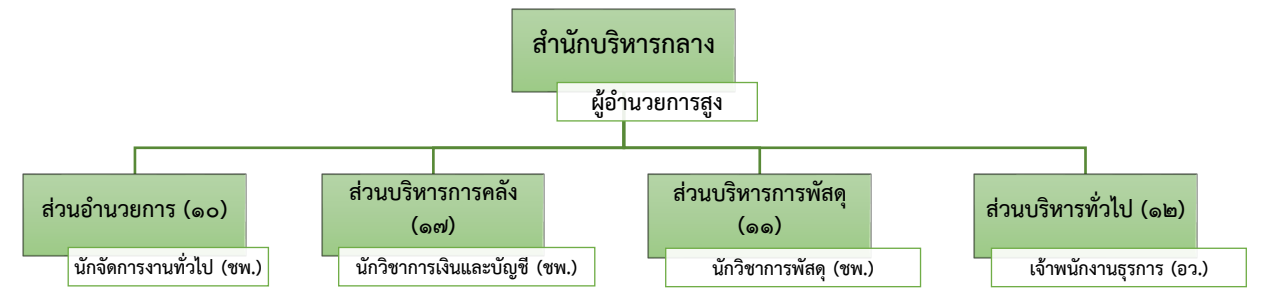 สำนักบริหารกลาง
ผู้อำนวยการสูง
ส่วนอำนวยการ (๑๐)
นักจัดการงานทั่วไป (ชพ.)
ส่วนบริหารการคลัง
(๑๗)
นักวิชาการเงินและบัญชี (ชพ.)
ส่วนบริหารการพัสดุ
(๑๑)
นักวิชาการพัสดุ (ชพ.)
ส่วนบริหารทั่วไป (๑๒)
เจ้าพนักงานธุรการ (อว.)